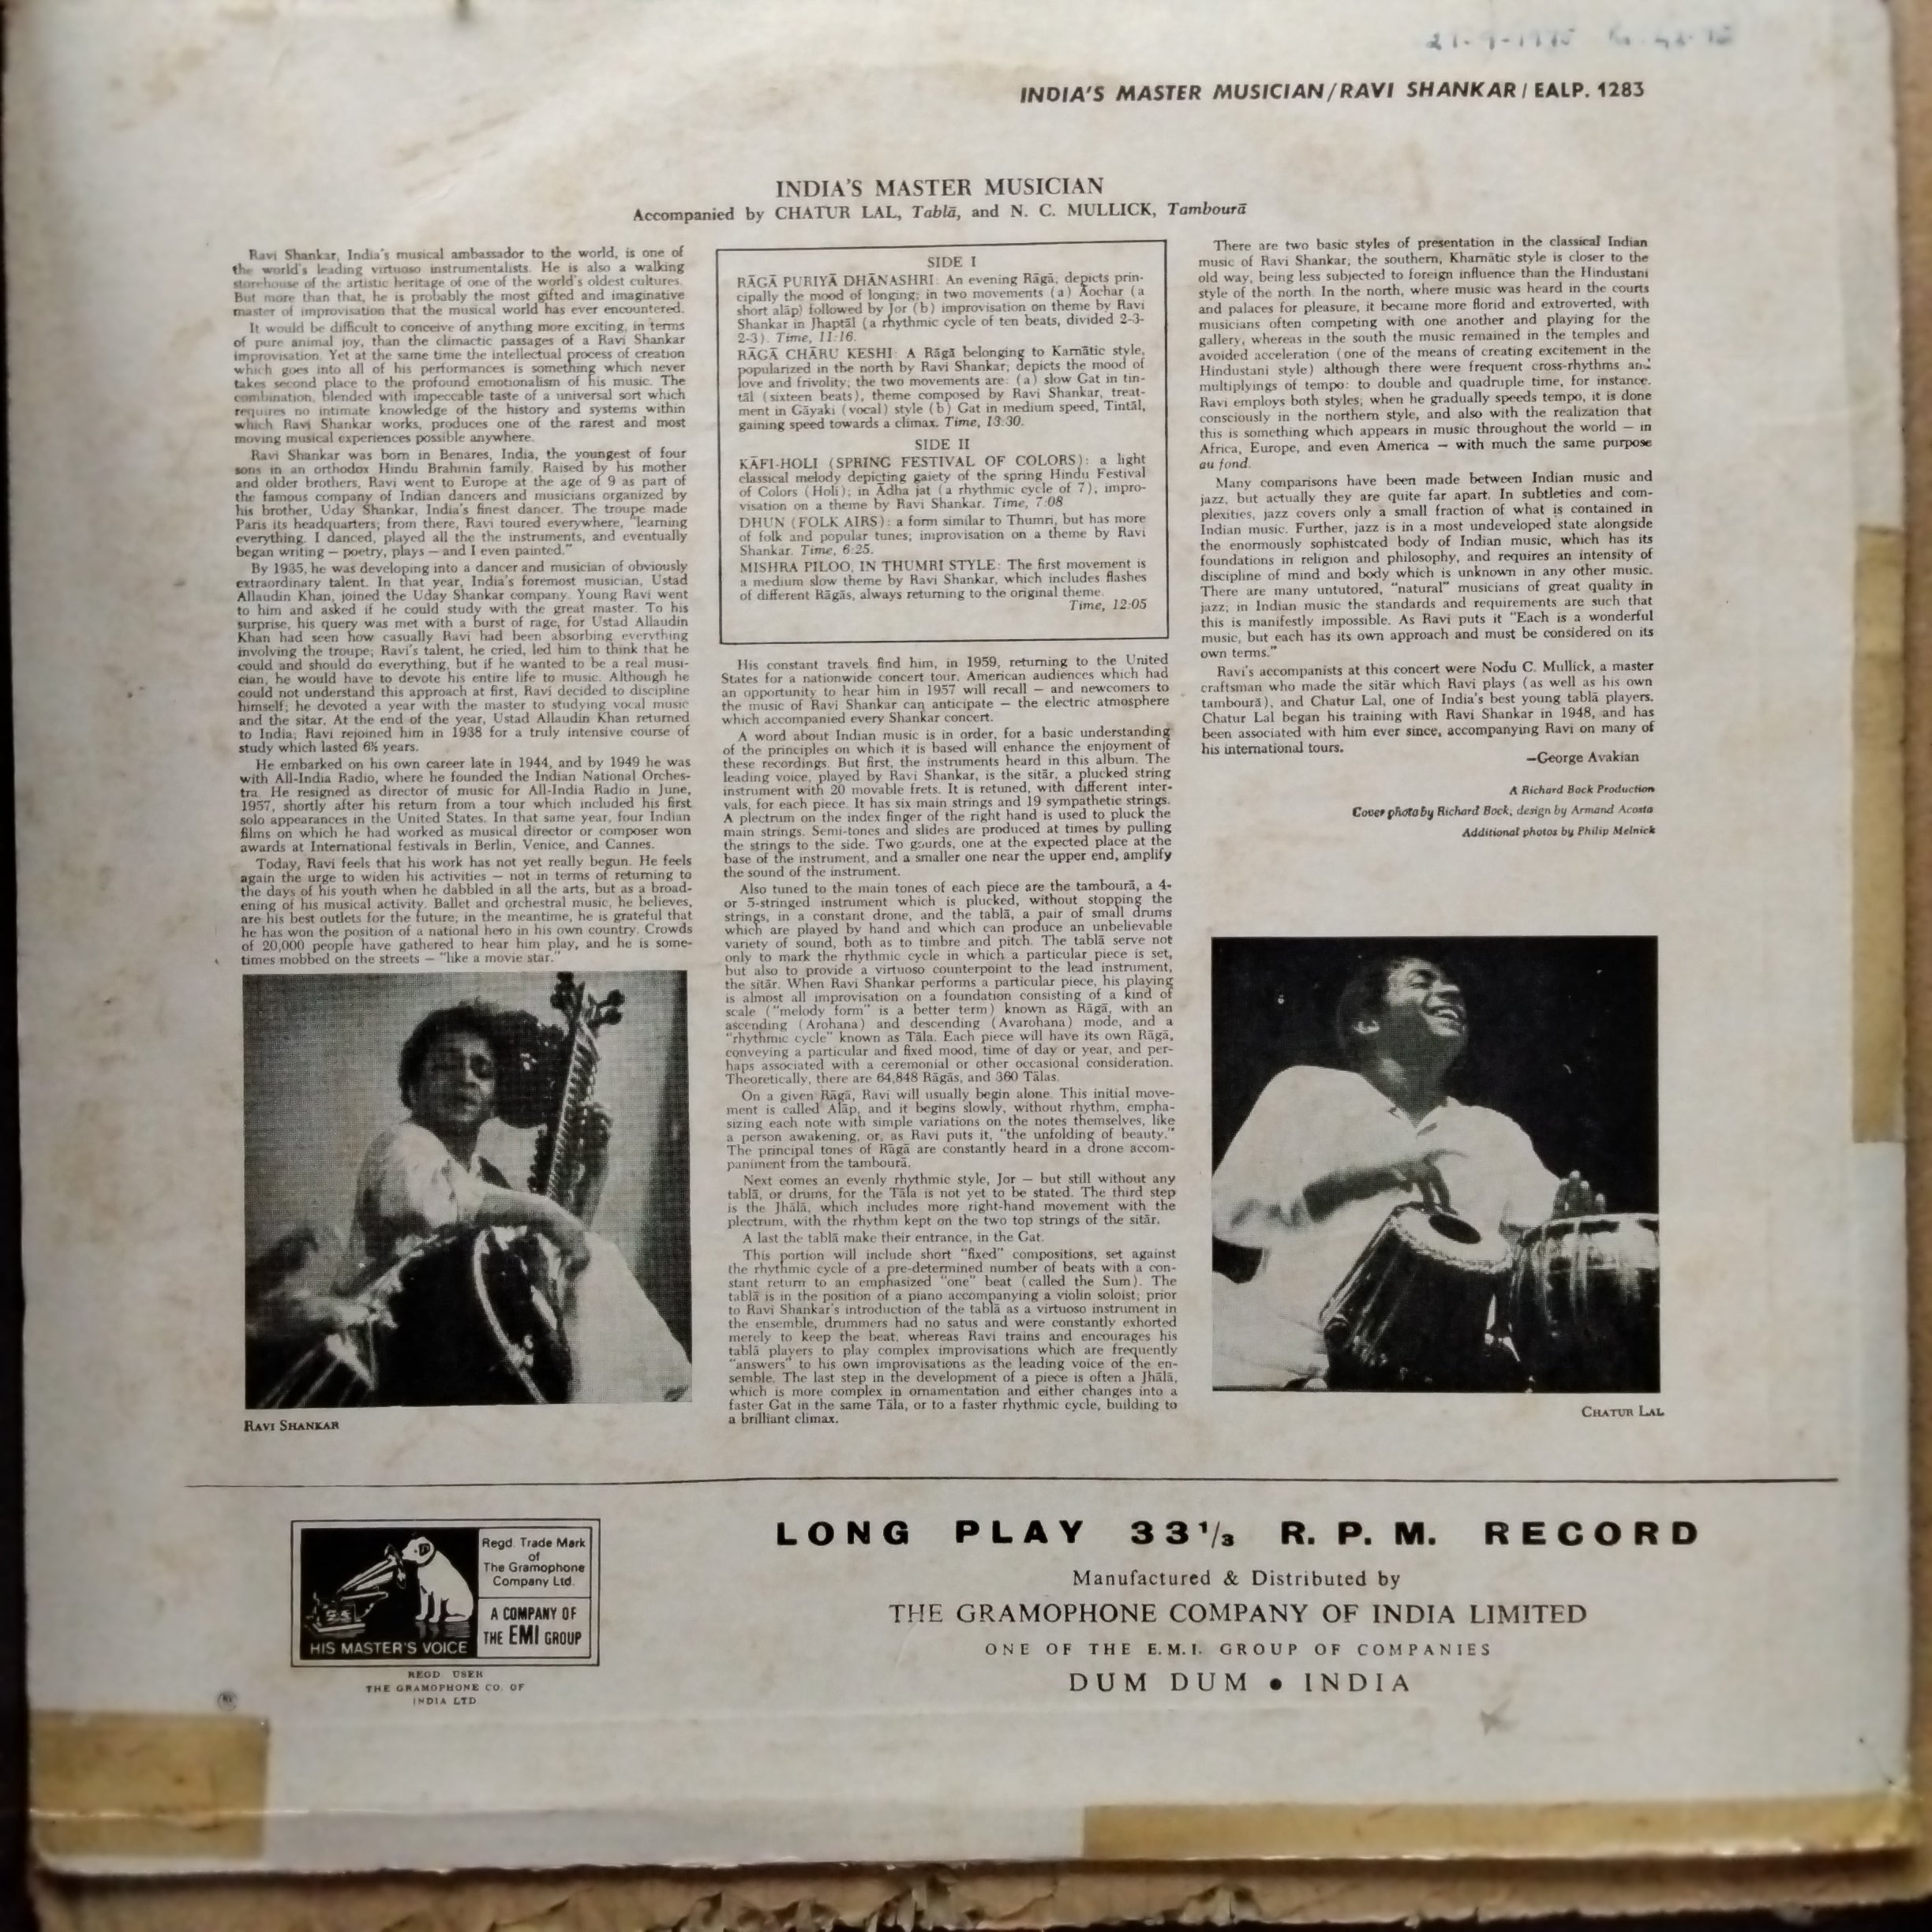 INDIA'S MASTER MUSICIAN/RAVI SHANKAR/EALP. 1283
INDIA'S MASTER MUSICIAN
Accompanied by CHATUR LAL, Tablā, and N. C. MULLICK, Tambourā
Ravi Shankar, India's musical ambassador to the world, is one of
the world's leading virtuoso instrumentalists. He is also a walking
storehouse of the artistic heritage of one of the world's oldest cultures.
But more than that, he is probably the most gifted and imaginative
master of improvisation that the musical world has ever encountered.
It would be difficult to conceive of anything more exciting, in terms
of pure animal joy, than the climactic passages of a Ravi Shankar
improvisation. Yet at the same time the intellectual process of creation
which goes into all of his performances is something which never
takes second place to the profound emotionalism of his music. The
combination, blended with impeccable taste of a universal sort which
requires no intimate knowledge of the history and systems within
which Ravi Shankar works, produces one of the rarest and most
moving musical experiences possible anywhere.
Ravi Shankar was born in Benares, India, the youngest of four
sons in an orthodox Hindu Brahmin family. Raised by his mother
and older brothers, Ravi went to Europe at the age of 9 as part of
the famous company of Indian dancers and musicians organized by
his brother, Uday Shankar, India's finest dancer. The troupe made
Paris its headquarters; from there, Ravi toured everywhere, "learning
everything. I danced, played all the the instruments, and eventually
began writing — poetry, plays — and I even painted."
By 1935, he was developing into a dancer and musician of obviously
extraordinary talent. In that year, India's foremost musician, Ustad
Allaudin Khan, joined the Uday Shankar company. Young Ravi went
to him and asked if he could study with the great master. To his
surprise, his query was met with a burst of rage, for Ustad Allaudin
Khan had seen how casually Ravi had been absorbing everything
involving the troupe; Ravi's talent, he cried, led him to think that he
could and should do everything, but if he wanted to be a real musi-
cian, he would have to devote his entire life to music. Although he
could not understand this approach at first, Ravi decided to discipline
himself; he devoted a year with the master to studying vocal music
and the sitar. At the end of the year, Ustad Allaudin Khan returned
to India; Ravi rejoined him in 1938 for a truly intensive course of
study which lasted 6½ years.
He embarked on his own career late in 1944, and by 1949 he was
with All-India Radio, where he founded the Indian National Orches-
tra. He resigned as director of music for All-India Radio in June,
1957, shortly after his return from a tour which included his first
solo appearances in the United States. In that same year, four Indian
films on which he had worked as musical director or composer won
awards at International festivals in Berlin, Venice, and Cannes.
Today, Ravi feels that his work has not yet really begun. He feels
again the urge to widen his activities — not in terms of returning to
the days of his youth when he dabbled in all the arts, but as a broad-
ening of his musical activity. Ballet and orchestral music, he believes,
are his best outlets for the future; in the meantime, he is grateful that
he has won the position of a national hero in his own country. Crowds
of 20,000 people have gathered to hear him play, and he is some-
times mobbed on the streets — "like a movie star."
RAVI SHANKAR
SIDE I
RĀGĀ PURIYĀ DHĀNASHRI: An evening Rāgā, depicts prin-
cipally the mood of longing; in two movements (a) Aochar (a
short alāp) followed by Jor (b) improvisation on theme by Ravi
Shankar in Jhaptāl (a rhythmic cycle of ten beats, divided 2-3-
2-3). Time, 11:16.
RĀGĀ CHĀRU KESHI: A Rāgā belonging to Karnātic style,
popularized in the north by Ravi Shankar; depicts the mood of
love and frivolity; the two movements are: (a) slow Gat in tin-
tāl (sixteen beats), theme composed by Ravi Shankar, treat-
ment in Gāyaki (vocal) style (b) Gat in medium speed, Tintāl,
gaining speed towards a climax. Time, 13:30.
SIDE II
KĀFI-HOLI (SPRING FESTIVAL OF COLORS): a light
classical melody depicting gaiety of the spring Hindu Festival
of Colors (Holi); in Ādha jat (a rhythmic cycle of 7), impro-
visation on a theme by Ravi Shankar. Time, 7:08
DHUN (FOLK AIRS): a form similar to Thumri, but has more
of folk and popular tunes; improvisation on a theme by Ravi
Shankar. Time, 6:25.
MISHRA PILOO, IN THUMRI STYLE: The first movement is
a medium slow theme by Ravi Shankar, which includes flashes
of different Rāgās, always returning to the original theme.
Time, 12:05
His constant travels find him, in 1959, returning to the United
States for a nationwide concert tour. American audiences which had
an opportunity to hear him in 1957 will recall — and newcomers to
the music of Ravi Shankar can anticipate — the electric atmosphere
which accompanied every Shankar concert.
A word about Indian music is in order, for a basic understanding
of the principles on which it is based will enhance the enjoyment of
these recordings. But first, the instruments heard in this album. The
leading voice, played by Ravi Shankar, is the sitār, a plucked string
instrument with 20 movable frets. It is retuned, with different inter-
vals, for each piece. It has six main strings and 19 sympathetic strings.
A plectrum on the index finger of the right hand is used to pluck the
main strings. Semi-tones and slides are produced at times by pulling
the strings to the side. Two gourds, one at the expected place at the
base of the instrument, and a smaller one near the upper end, amplify
the sound of the instrument.
Also tuned to the main tones of each piece are the tambourā, a 4-
or 5-stringed instrument which is plucked, without stopping the
strings, in a constant drone, and the tablā, a pair of small drums
which are played by hand and which can produce an unbelievable
variety of sound, both as to timbre and pitch. The tablā serve not
only to mark the rhythmic cycle in which a particular piece is set,
but also to provide a virtuoso counterpoint to the lead instrument,
the sitār. When Ravi Shankar performs a particular piece, his playing
is almost all improvisation on a foundation consisting of a kind of
scale ("melody form" is a better term) known as Rāgā, with an
ascending (Arohana) and descending (Avarohana) mode, and a
"rhythmic cycle" known as Tāla. Each piece will have its own Rāgā,
conveying a particular and fixed mood, time of day or year, and per-
haps associated with a ceremonial or other occasional consideration.
Theoretically, there are 64,848 Rāgās, and 360 Tālas.
On a given Rāgā, Ravi will usually begin alone. This initial move-
ment is called Alāp, and it begins slowly, without rhythm, empha-
sizing each note with simple variations on the notes themselves, like
a person awakening, or, as Ravi puts it, "the unfolding of beauty."
The principal tones of Rāgā are constantly heard in a drone accom-
paniment from the tambourā.
Next comes an evenly rhythmic style, Jor — but still without any
tablā, or drums, for the Tāla is not yet to be stated. The third step
is the Jhālā, which includes more right-hand movement with the
plectrum, with the rhythm kept on the two top strings of the sitār.
A last the tablā make their entrance, in the Gat.
This portion will include short "fixed" compositions, set against
the rhythmic cycle of a pre-determined number of beats with a con-
stant return to an emphasized "one" beat (called the Sum). The
tablā is in the position of a piano accompanying a violin soloist; prior
to Ravi Shankar's introduction of the tablā as a virtuoso instrument in
the ensemble, drummers had no satus and were constantly exhorted
merely to keep the beat, whereas Ravi trains and encourages his
tablā players to play complex improvisations which are frequently
"answers" to his own improvisations as the leading voice of the en-
semble. The last step in the development of a piece is often a Jhālā,
which is more complex in ornamentation and either changes into a
faster Gat in the same Tāla, or to a faster rhythmic cycle, building to
a brilliant climax.
There are two basic styles of presentation in the classical Indian
music of Ravi Shankar; the southern, Kharnātic style is closer to the
old way, being less subjected to foreign influence than the Hindustani
style of the north. In the north, where music was heard in the courts
and palaces for pleasure, it became more florid and extroverted, with
musicians often competing with one another and playing for the
gallery, whereas in the south the music remained in the temples and
avoided acceleration (one of the means of creating excitement in the
Hindustani style) although there were frequent cross-rhythms and
multiplyings of tempo: to double and quadruple time, for instance.
Ravi employs both styles; when he gradually speeds tempo, it is done
consciously in the northern style, and also with the realization that
this is something which appears in music throughout the world — in
Africa, Europe, and even America — with much the same purpose
au fond.
Many comparisons have been made between Indian music and
jazz, but actually they are quite far apart. In subtleties and com-
plexities, jazz covers only a small fraction of what is contained in
Indian music. Further, jazz is in a most undeveloped state alongside
the enormously sophistcated body of Indian music, which has its
foundations in religion and philosophy, and requires an intensity of
discipline of mind and body which is unknown in any other music.
There are many untutored, "natural" musicians of great quality in
jazz; in Indian music the standards and requirements are such that
this is manifestly impossible. As Ravi puts it "Each is a wonderful
music, but each has its own approach and must be considered on its
own terms."
Ravi's accompanists at this concert were Nodu C. Mullick, a master
craftsman who made the sitār which Ravi plays (as well as his own
tambourā), and Chatur Lal, one of India's best young tablā players.
Chatur Lal began his training with Ravi Shankar in 1948, and has
been associated with him ever since, accompanying Ravi on many of
his international tours.
—George Avakian
A Richard Bock Production
Cover photo by Richard Bock, design by Armand Acosta
Additional photos by Philip Melnick
CHATUR LAL
HIS MASTER'S VOICE
Regd. Trade Mark
of
The Gramophone
Company Ltd.
A COMPANY OF
THE EMI GROUP
REGD. USER
THE GRAMOPHONE CO. OF
INDIA LTD.
LONG PLAY 33⅓ R. P. M. RECORD
Manufactured & Distributed by
THE GRAMOPHONE COMPANY OF INDIA LIMITED
ONE OF THE E.M.I. GROUP OF COMPANIES
DUM DUM • INDIA